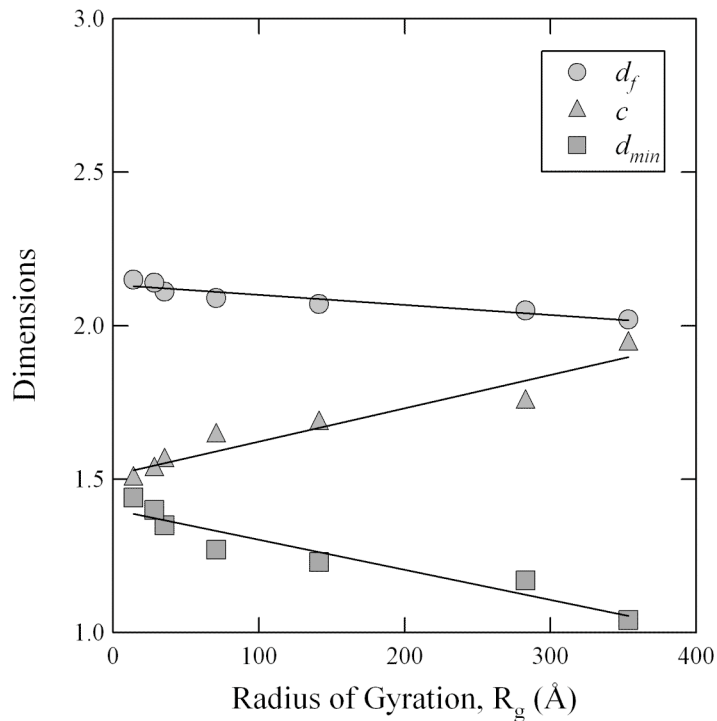 3.0
2.5
2.0
1.5
1.0
Dimensions
d_f
c
d_min
0
100
200
300
400
Radius of Gyration, R_g (Å)